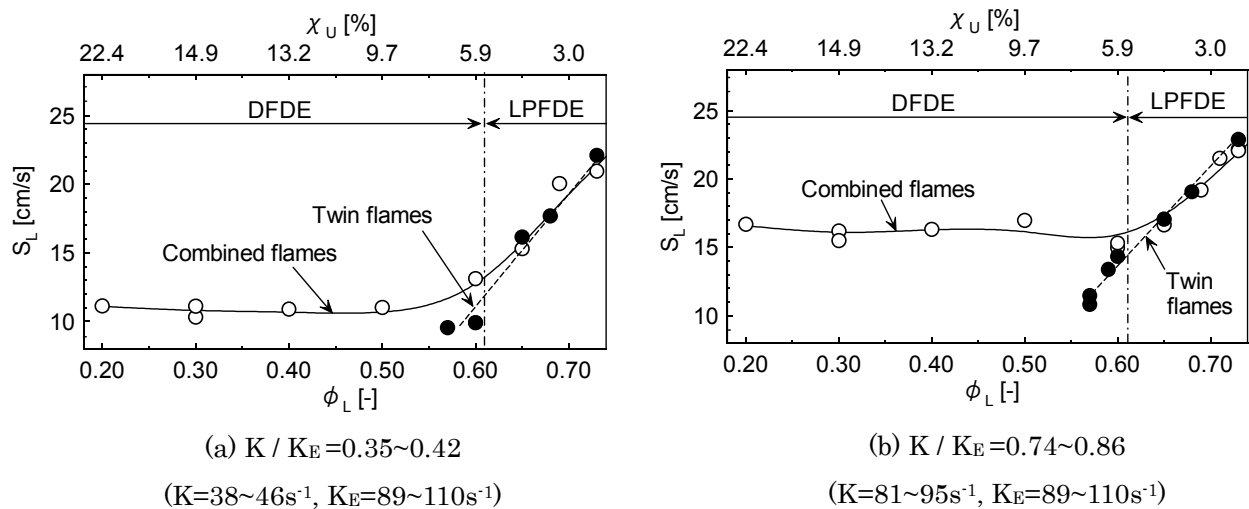 χ U [%]
22.4 14.9 13.2 9.7 5.9 3.0
DFDE LPFDE
25
20
15
10
S L [cm/s]
Twin flames
Combined flames
0.20 0.30 0.40 0.50 0.60 0.70
ϕ L [-]
(a) K / KE =0.35~0.42
(K=38~46s-1, KE=89~110s-1)
χ U [%]
22.4 14.9 13.2 9.7 5.9 3.0
DFDE LPFDE
25
20
15
10
S L [cm/s]
Combined flames
Twin
flames
0.20 0.30 0.40 0.50 0.60 0.70
ϕ L [-]
(b) K / KE =0.74~0.86
(K=81~95s-1, KE=89~110s-1)